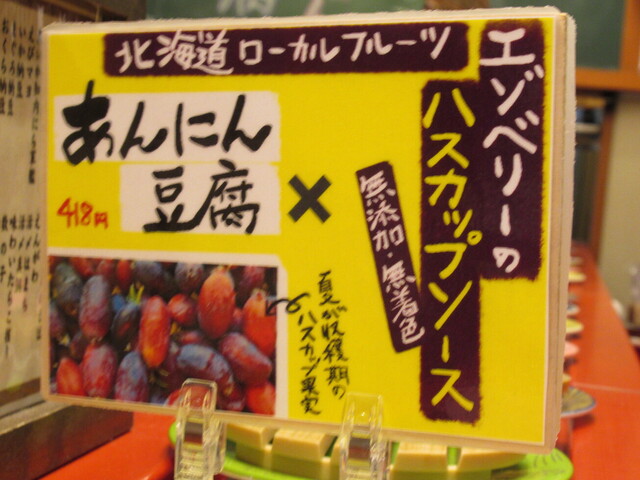 北海道ローカルフルーツ
エゾベリーの
ハスカップソース
無添加・無着色
あんにん
豆腐
×
418円
夏が収穫期の
ハスカップ果実